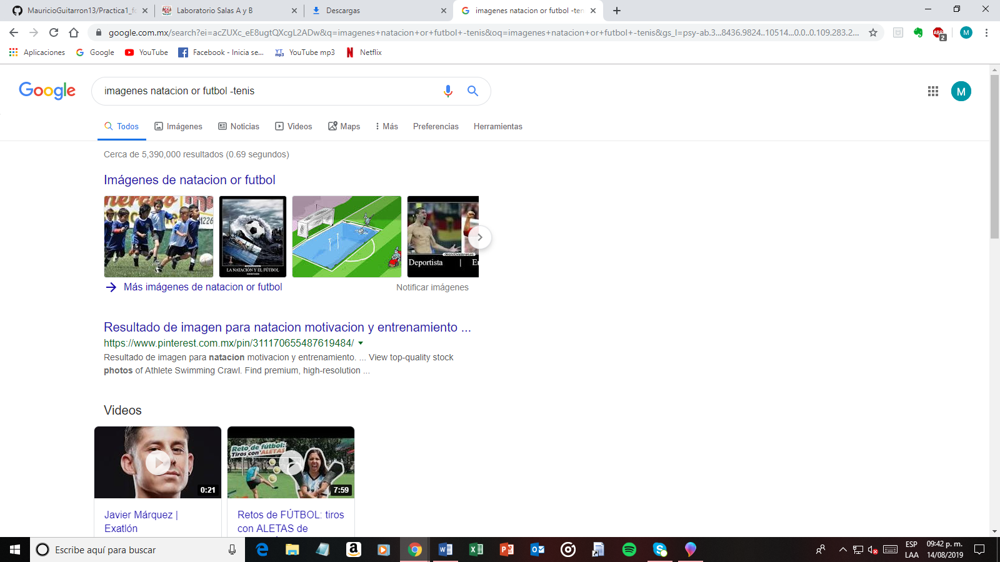 MauricioGuitarron13/Practica1_fo
Laboratorio Salas A y B
Descargas
imagenes natacion or futbol -ten
google.com.mx/search?ei=acZUXc_eE8ugtQXcgL2ADw&q=imagenes+natacion+or+futbol+-tenis&oq=imagenes+natacion+or+futbol+-tenis&gs_l=psy-ab.3...8436.9824..10514...0.0..0.109.283.2...
ABP
2
M
Aplicaciones
Google
YouTube
Facebook - Inicia se...
YT mp3
YouTube mp3
Netflix
Google
imagenes natacion or futbol -tenis
M
Todos
Imágenes
Noticias
Videos
Maps
Más
Preferencias
Herramientas
Cerca de 5,390,000 resultados (0.69 segundos)
Imágenes de natacion or futbol
LA NATACIÓN Y EL FÚTBOL
desmotivaciones.es
Deportista | E
Más imágenes de natacion or futbol
Notificar imágenes
Resultado de imagen para natacion motivacion y entrenamiento ...
https://www.pinterest.com.mx/pin/311170655487619484/
Resultado de imagen para natacion motivacion y entrenamiento. ... View top-quality stock
photos of Athlete Swimming Crawl. Find premium, high-resolution ...
Videos
0:21
Reto de fútbol:
Tiros con ALETAS
7:59
Javier Márquez |
Exatlón
Retos de FÚTBOL: tiros
con ALETAS de
Escribe aquí para buscar
ESP
LAA
09:42 p. m.
14/08/2019